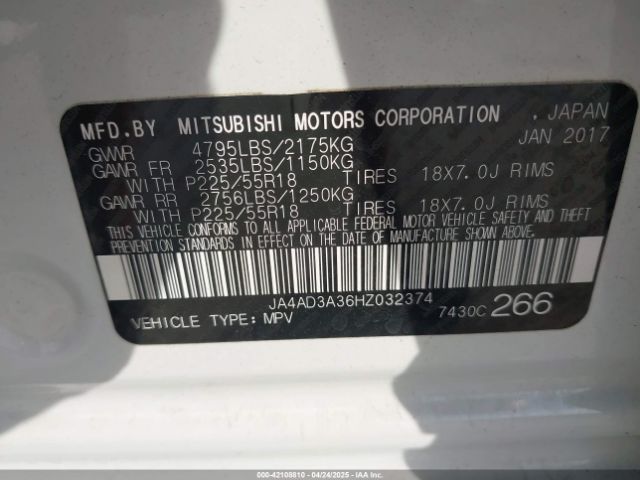 MFD.BY MITSUBISHI MOTORS CORPORATION , JAPAN
GVWR 4795LBS/2175KG JAN 2017
GAWR FR 2535LBS/1150KG
WITH P225/55R18 TIRES 18X7.0J RIMS
GAWR RR 2756LBS/1250KG
WITH P225/55R18 TIRES 18X7.0J RIMS
THIS VEHICLE CONFORMS TO ALL APPLICABLE FEDERAL MOTOR VEHICLE SAFETY AND THEFT
PREVENTION STANDARDS IN EFFECT ON THE DATE OF MANUFACTURE SHOWN ABOVE.
JA4AD3A36HZ032374
VEHICLE TYPE: MPV 7430C 266
000-42108810 04/24/2025 - IAAI.COM